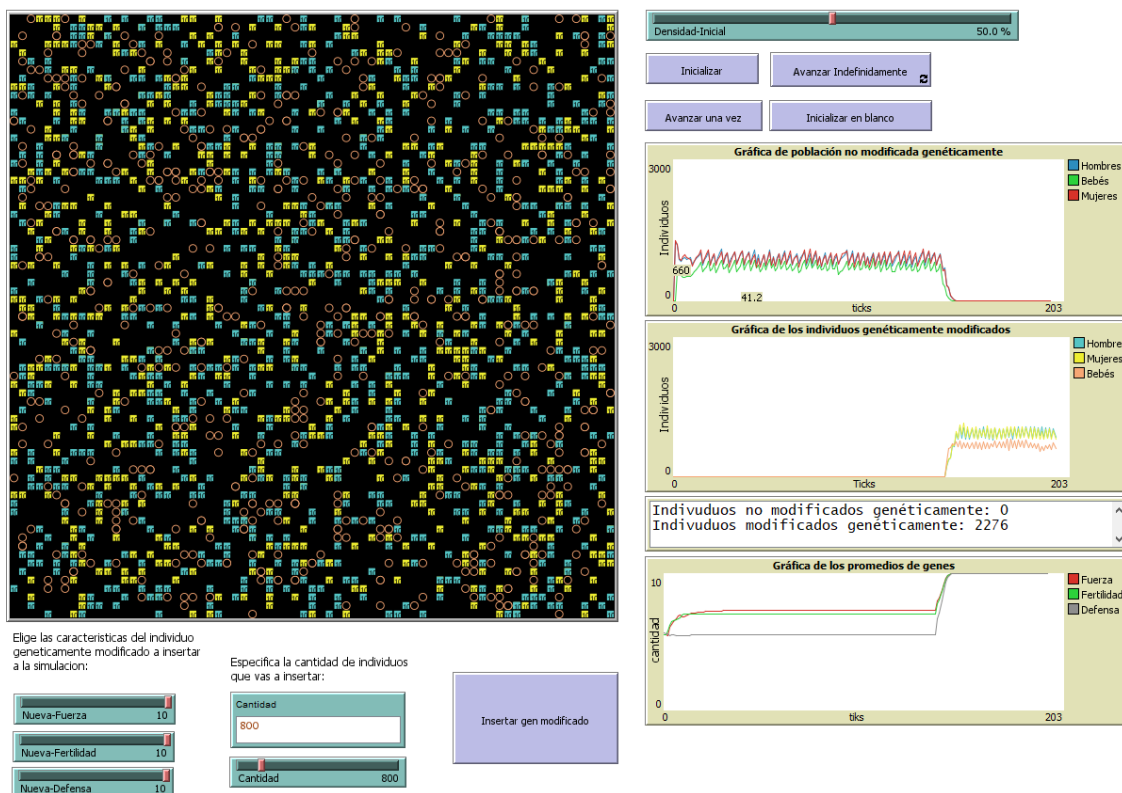 Densidad-Inicial 50.0 %
Inicializar
Avanzar Indefinidamente
Avanzar una vez
Inicializar en blanco
Gráfica de población no modificada genéticamente
3000
Individuos
0
660
41.2
0 ticks 203
Hombres
Bebés
Mujeres
Gráfica de los individuos genéticamente modificados
3000
Individuos
0
0 Ticks 203
Hombres
Mujeres
Bebés
Indivuduos no modificados genéticamente: 0
Indivuduos modificados genéticamente: 2276
Gráfica de los promedios de genes
10
cantidad
0
0 tiks 203
Fuerza
Fertilidad
Defensa
Elige las caracteristicas del individuo
geneticamente modificado a insertar
a la simulacion:
Nueva-Fuerza 10
Nueva-Fertilidad 10
Nueva-Defensa 10
Especifica la cantidad de individuos
que vas a insertar:
Cantidad
800
Cantidad 800
Insertar gen modificado